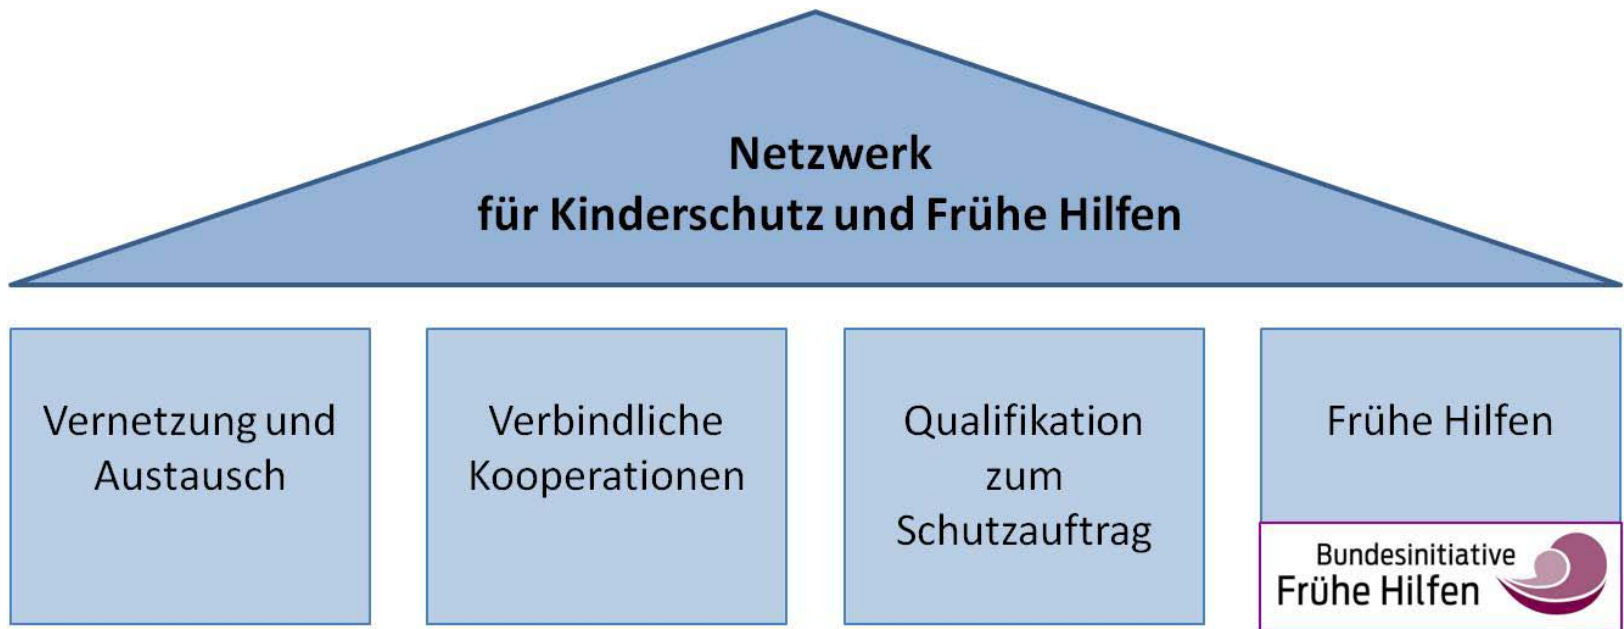 Netzwerk
für Kinderschutz und Frühe Hilfen
Vernetzung und
Austausch
Verbindliche
Kooperationen
Qualifikation
zum
Schutzauftrag
Frühe Hilfen
Bundesinitiative
Frühe Hilfen